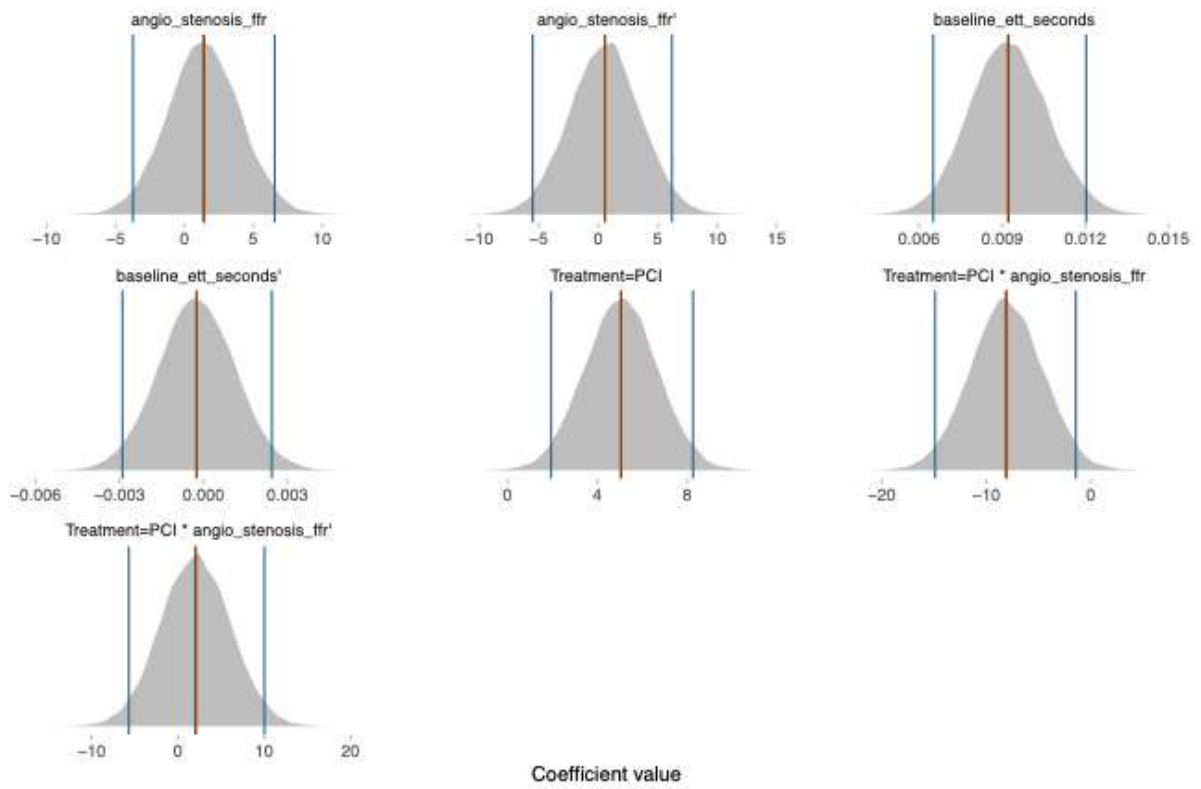 angio_stenosis_ffr angio_stenosis_ffr' baseline_ett_seconds
−10 −5 0 5 10 −10 −5 0 5 10 15 0.006 0.009 0.012 0.015
baseline_ett_seconds' Treatment=PCI Treatment=PCI * angio_stenosis_ffr
−0.006 −0.003 0.000 0.003 0 4 8 −20 −10 0
Treatment=PCI * angio_stenosis_ffr'
−10 0 10 20
Coefficient value